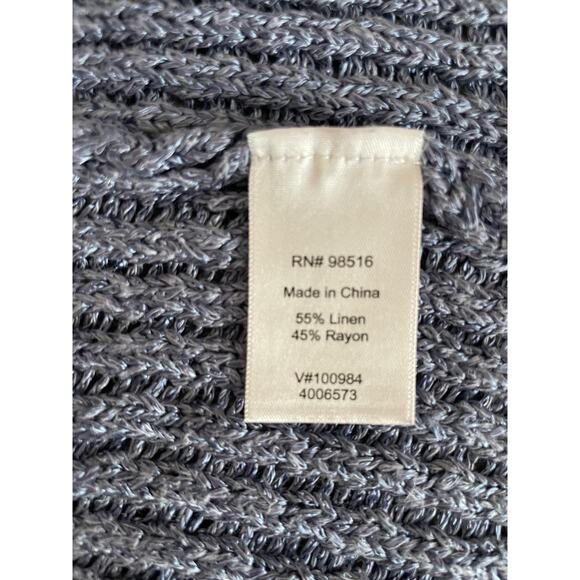 RN# 98516
Made in China
55% Linen
45% Rayon
V#100984
4006573